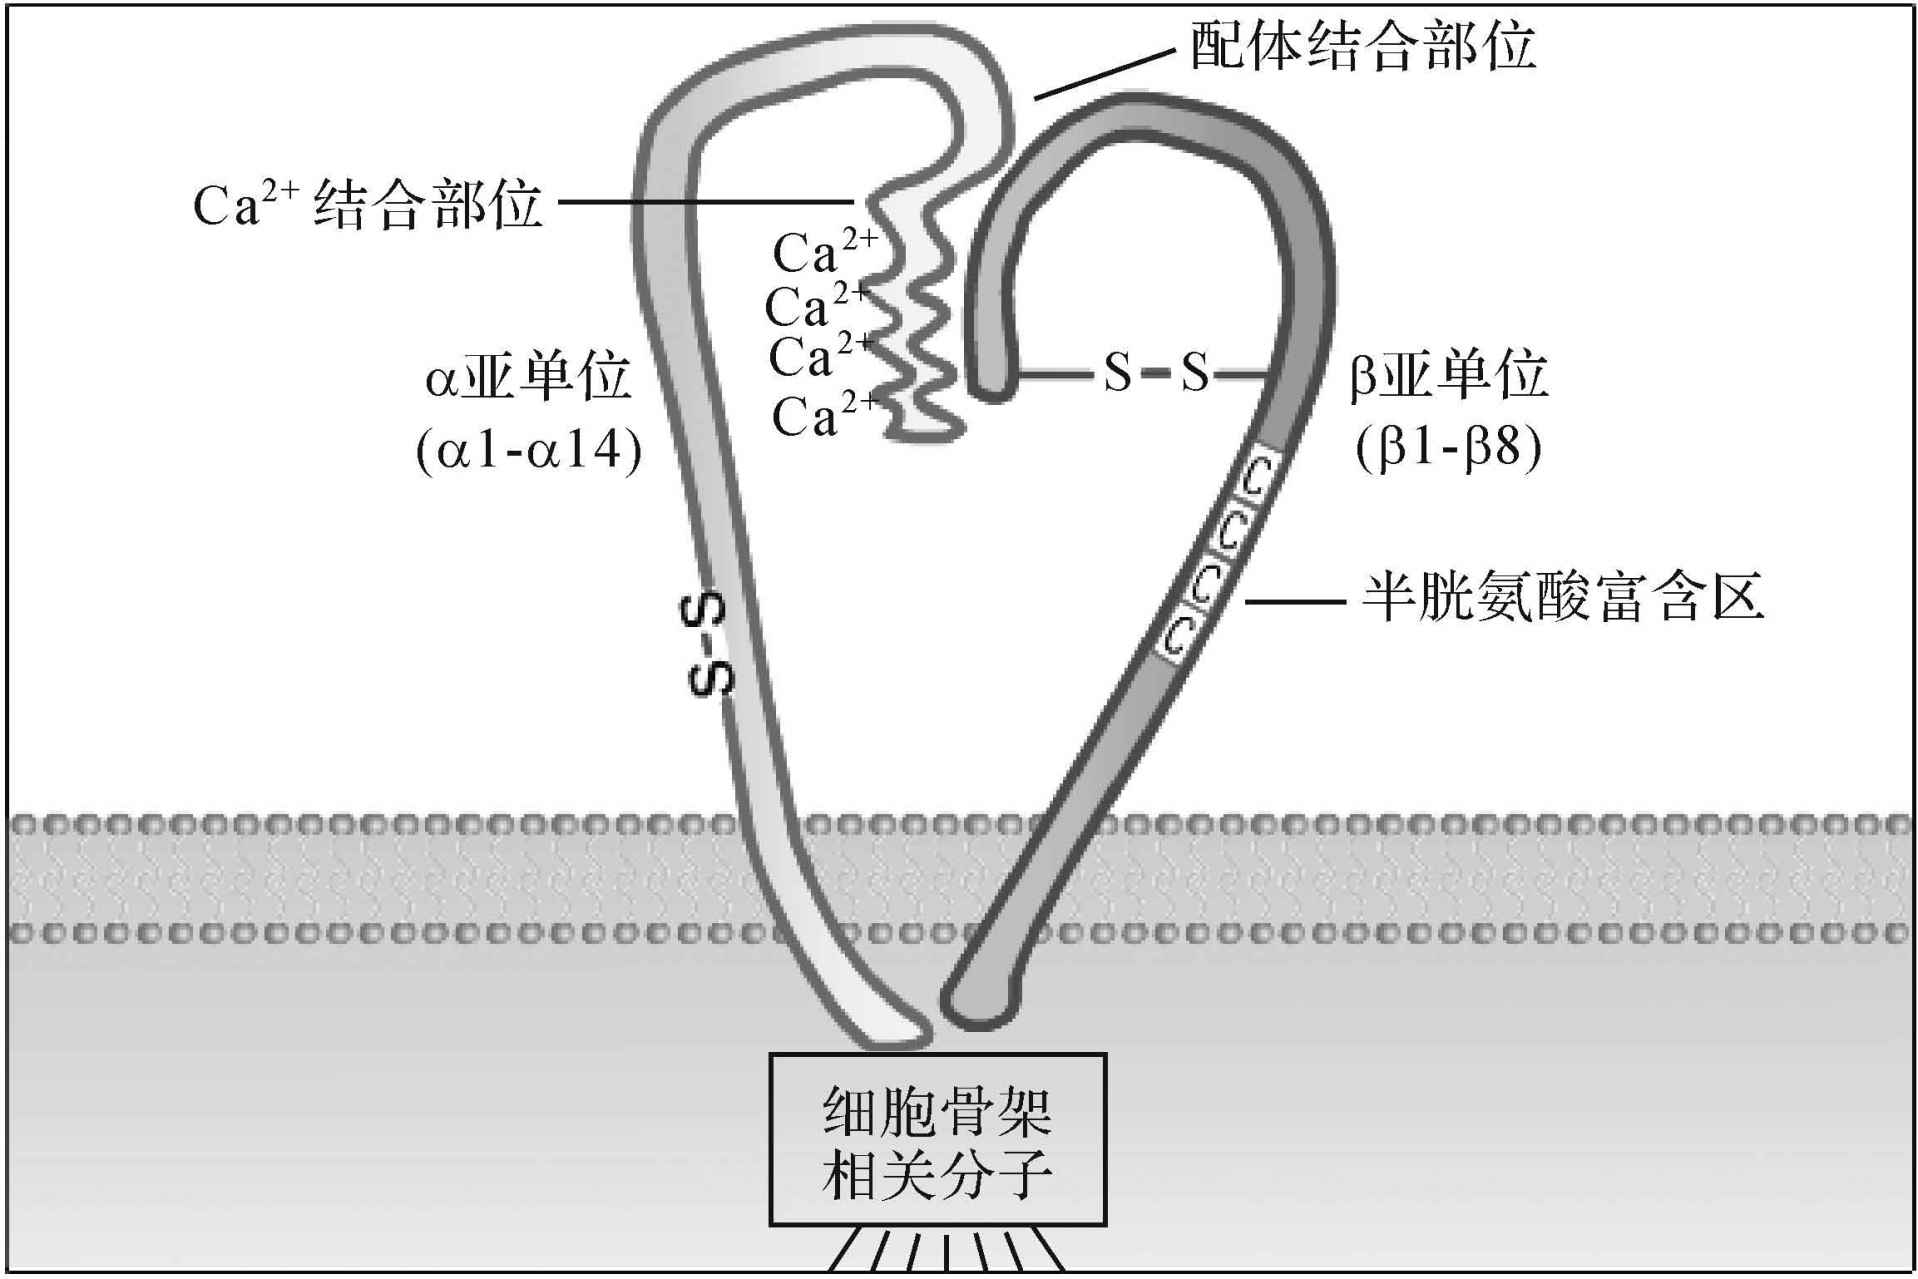 配体结合部位
Ca²⁺ 结合部位
Ca²⁺
Ca²⁺
Ca²⁺
Ca²⁺
α亚单位
(α1-α14)
S-S
β亚单位
(β1-β8)
C
C
C
C
半胱氨酸富含区
S-S
细胞骨架
相关分子